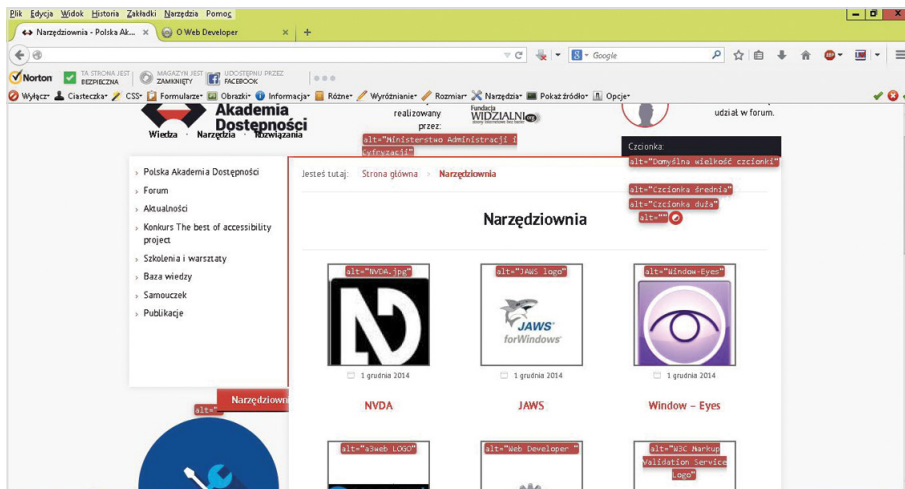 Plik Edycja Widok Historia Zakładki Narzędzia Pomoc
Narzędziownia - Polska Ak... ×
O Web Developer ×
+
Google
Norton
TA STRONA JEST BEZPIECZNA
MAGAZYN JEST ZAMKNIĘTY
UDOSTĘPNIJ PRZEZ FACEBOOK
Wyłącz Ciasteczka CSS Formularze Obrazki Informacje Różne Wyróżnianie Rozmiar Narzędzia Pokaż źródło Opcje
Akademia
Dostępności
Wiedza · Narzędzia · Rozwiązania
realizowany
przez:
Fundacja
WIDZIALNI.org
alt="Ministerstwo Administracji i
Cyfryzacji"
udział w forum.
Czcionka:
alt="Domyślna wielkość czcionki"
alt="Czcionka średnia"
alt="Czcionka duża"
alt=""
Polska Akademia Dostępności
Forum
Aktualności
Konkurs The best of accessibility
project
Szkolenia i warsztaty
Baza wiedzy
Samouczek
Publikacje
Jesteś tutaj: Strona główna > Narzędziownia
Narzędziownia
alt="NVDA.jpg"
alt="JAWS logo"
alt="Window-Eyes"
JAWS
for Windows
1 grudnia 2014
1 grudnia 2014
1 grudnia 2014
NVDA
JAWS
Window – Eyes
Narzędziown
alt="
alt="a3web LOGO"
alt="Web Developer "
alt="W3C Markup
Validation Service
Logo"